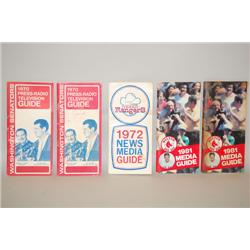 WASHINGTON SENATORS
1970
PRESS-RADIO
TELEVISION
GUIDE
WASHINGTON SENATORS
1970
PRESS-RADIO
TELEVISION
GUIDE
Rangers
1972
NEWS
MEDIA
GUIDE
1981
MEDIA
GUIDE
1981
MEDIA
GUIDE